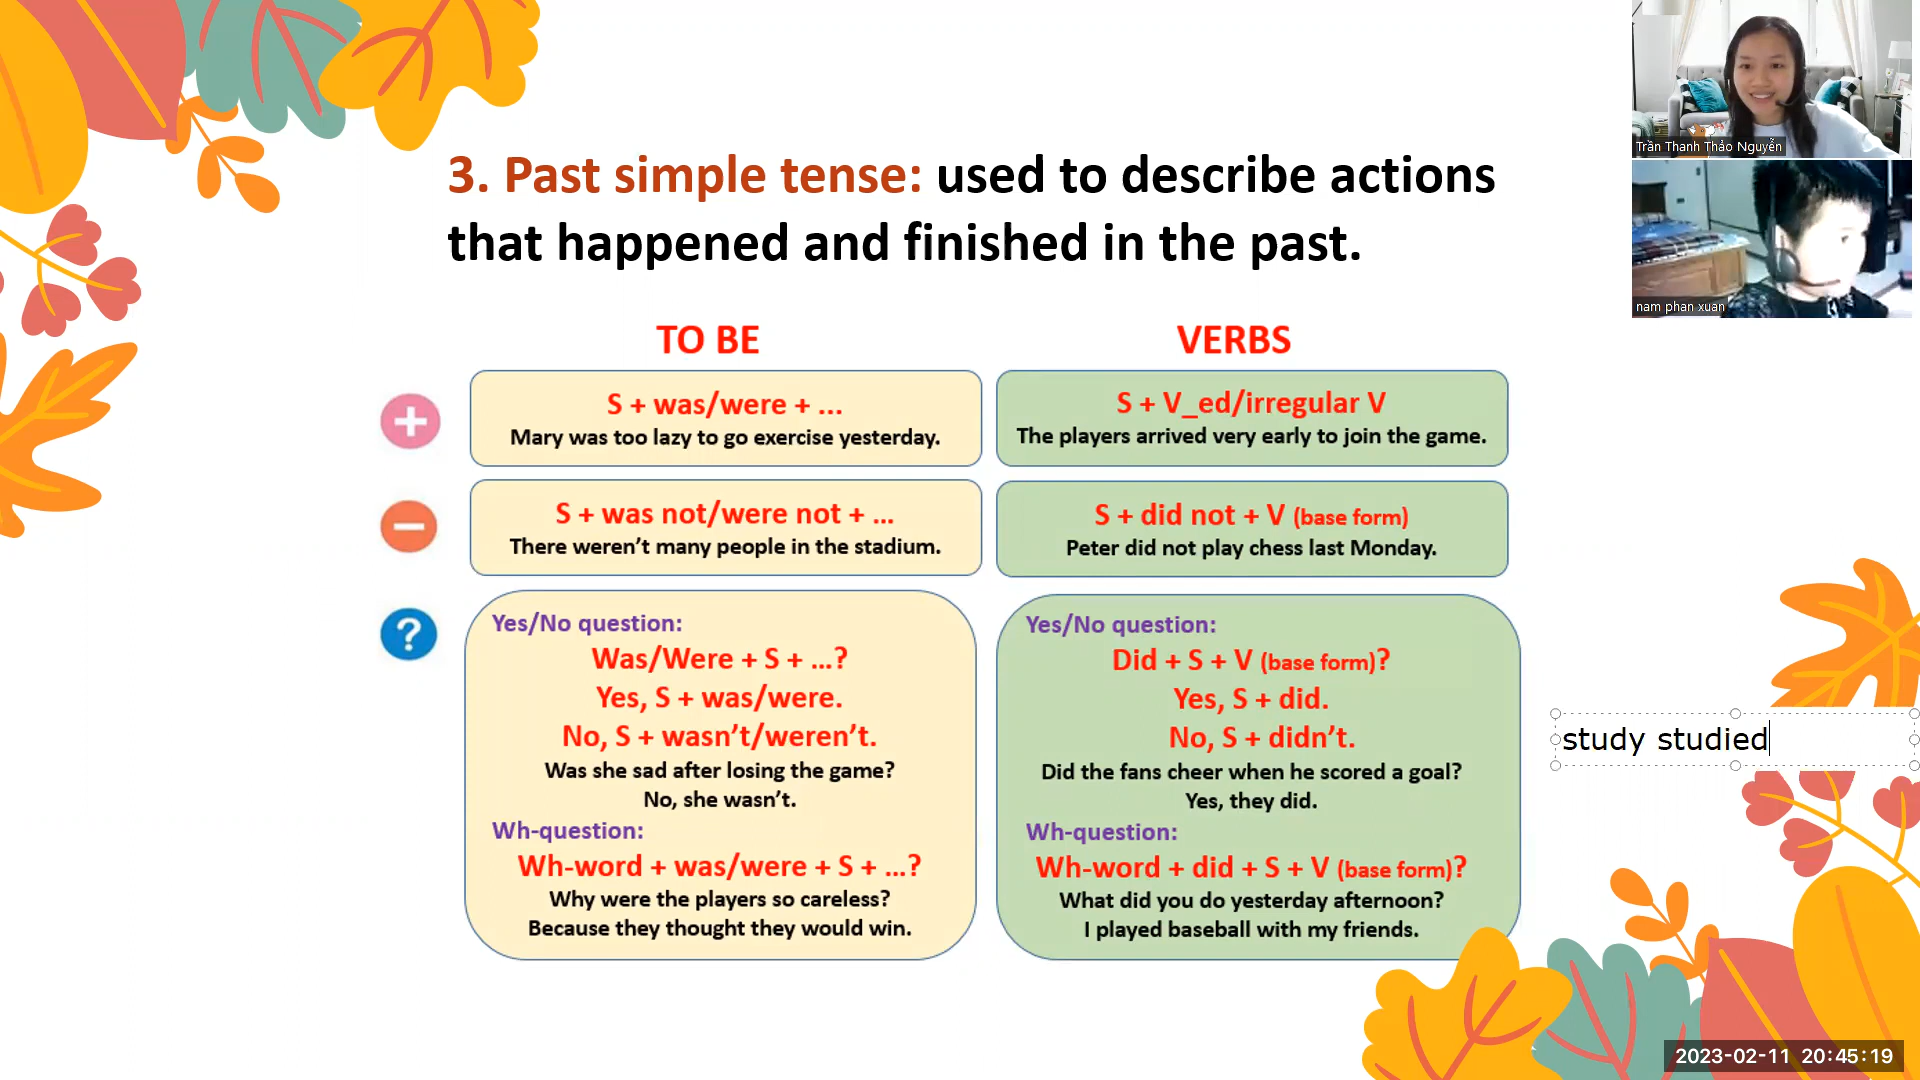 3. Past simple tense: used to describe actions
that happened and finished in the past.
TO BE
S + was/were + ...
Mary was too lazy to go exercise yesterday.
S + was not/were not + ...
There weren't many people in the stadium.
Yes/No question:
Was/Were + S + ...?
Yes, S + was/were.
No, S + wasn't/weren't.
Was she sad after losing the game?
No, she wasn't.
Wh-question:
Wh-word + was/were + S + ...?
Why were the players so careless?
Because they thought they would win.
VERBS
S + V_ed/irregular V
The players arrived very early to join the game.
S + did not + V (base form)
Peter did not play chess last Monday.
Yes/No question:
Did + S + V (base form)?
Yes, S + did.
No, S + didn't.
Did the fans cheer when he scored a goal?
Yes, they did.
Wh-question:
Wh-word + did + S + V (base form)?
What did you do yesterday afternoon?
I played baseball with my friends.
Trần Thanh Thảo Nguyễn
nam phan xuan
study studied
2023-02-11 20:45:19